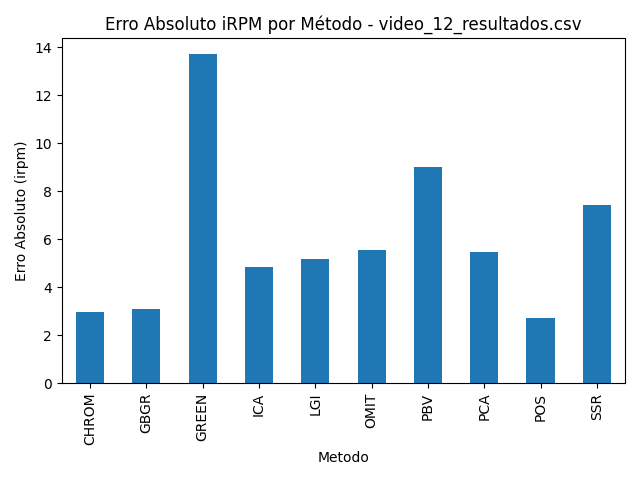 Erro Absoluto iRPM por Método - video_12_resultados.csv
Erro Absoluto (irpm)
14
12
10
8
6
4
2
0
CHROM
GBGR
GREEN
ICA
LGI
OMIT
PBV
PCA
POS
SSR
Metodo